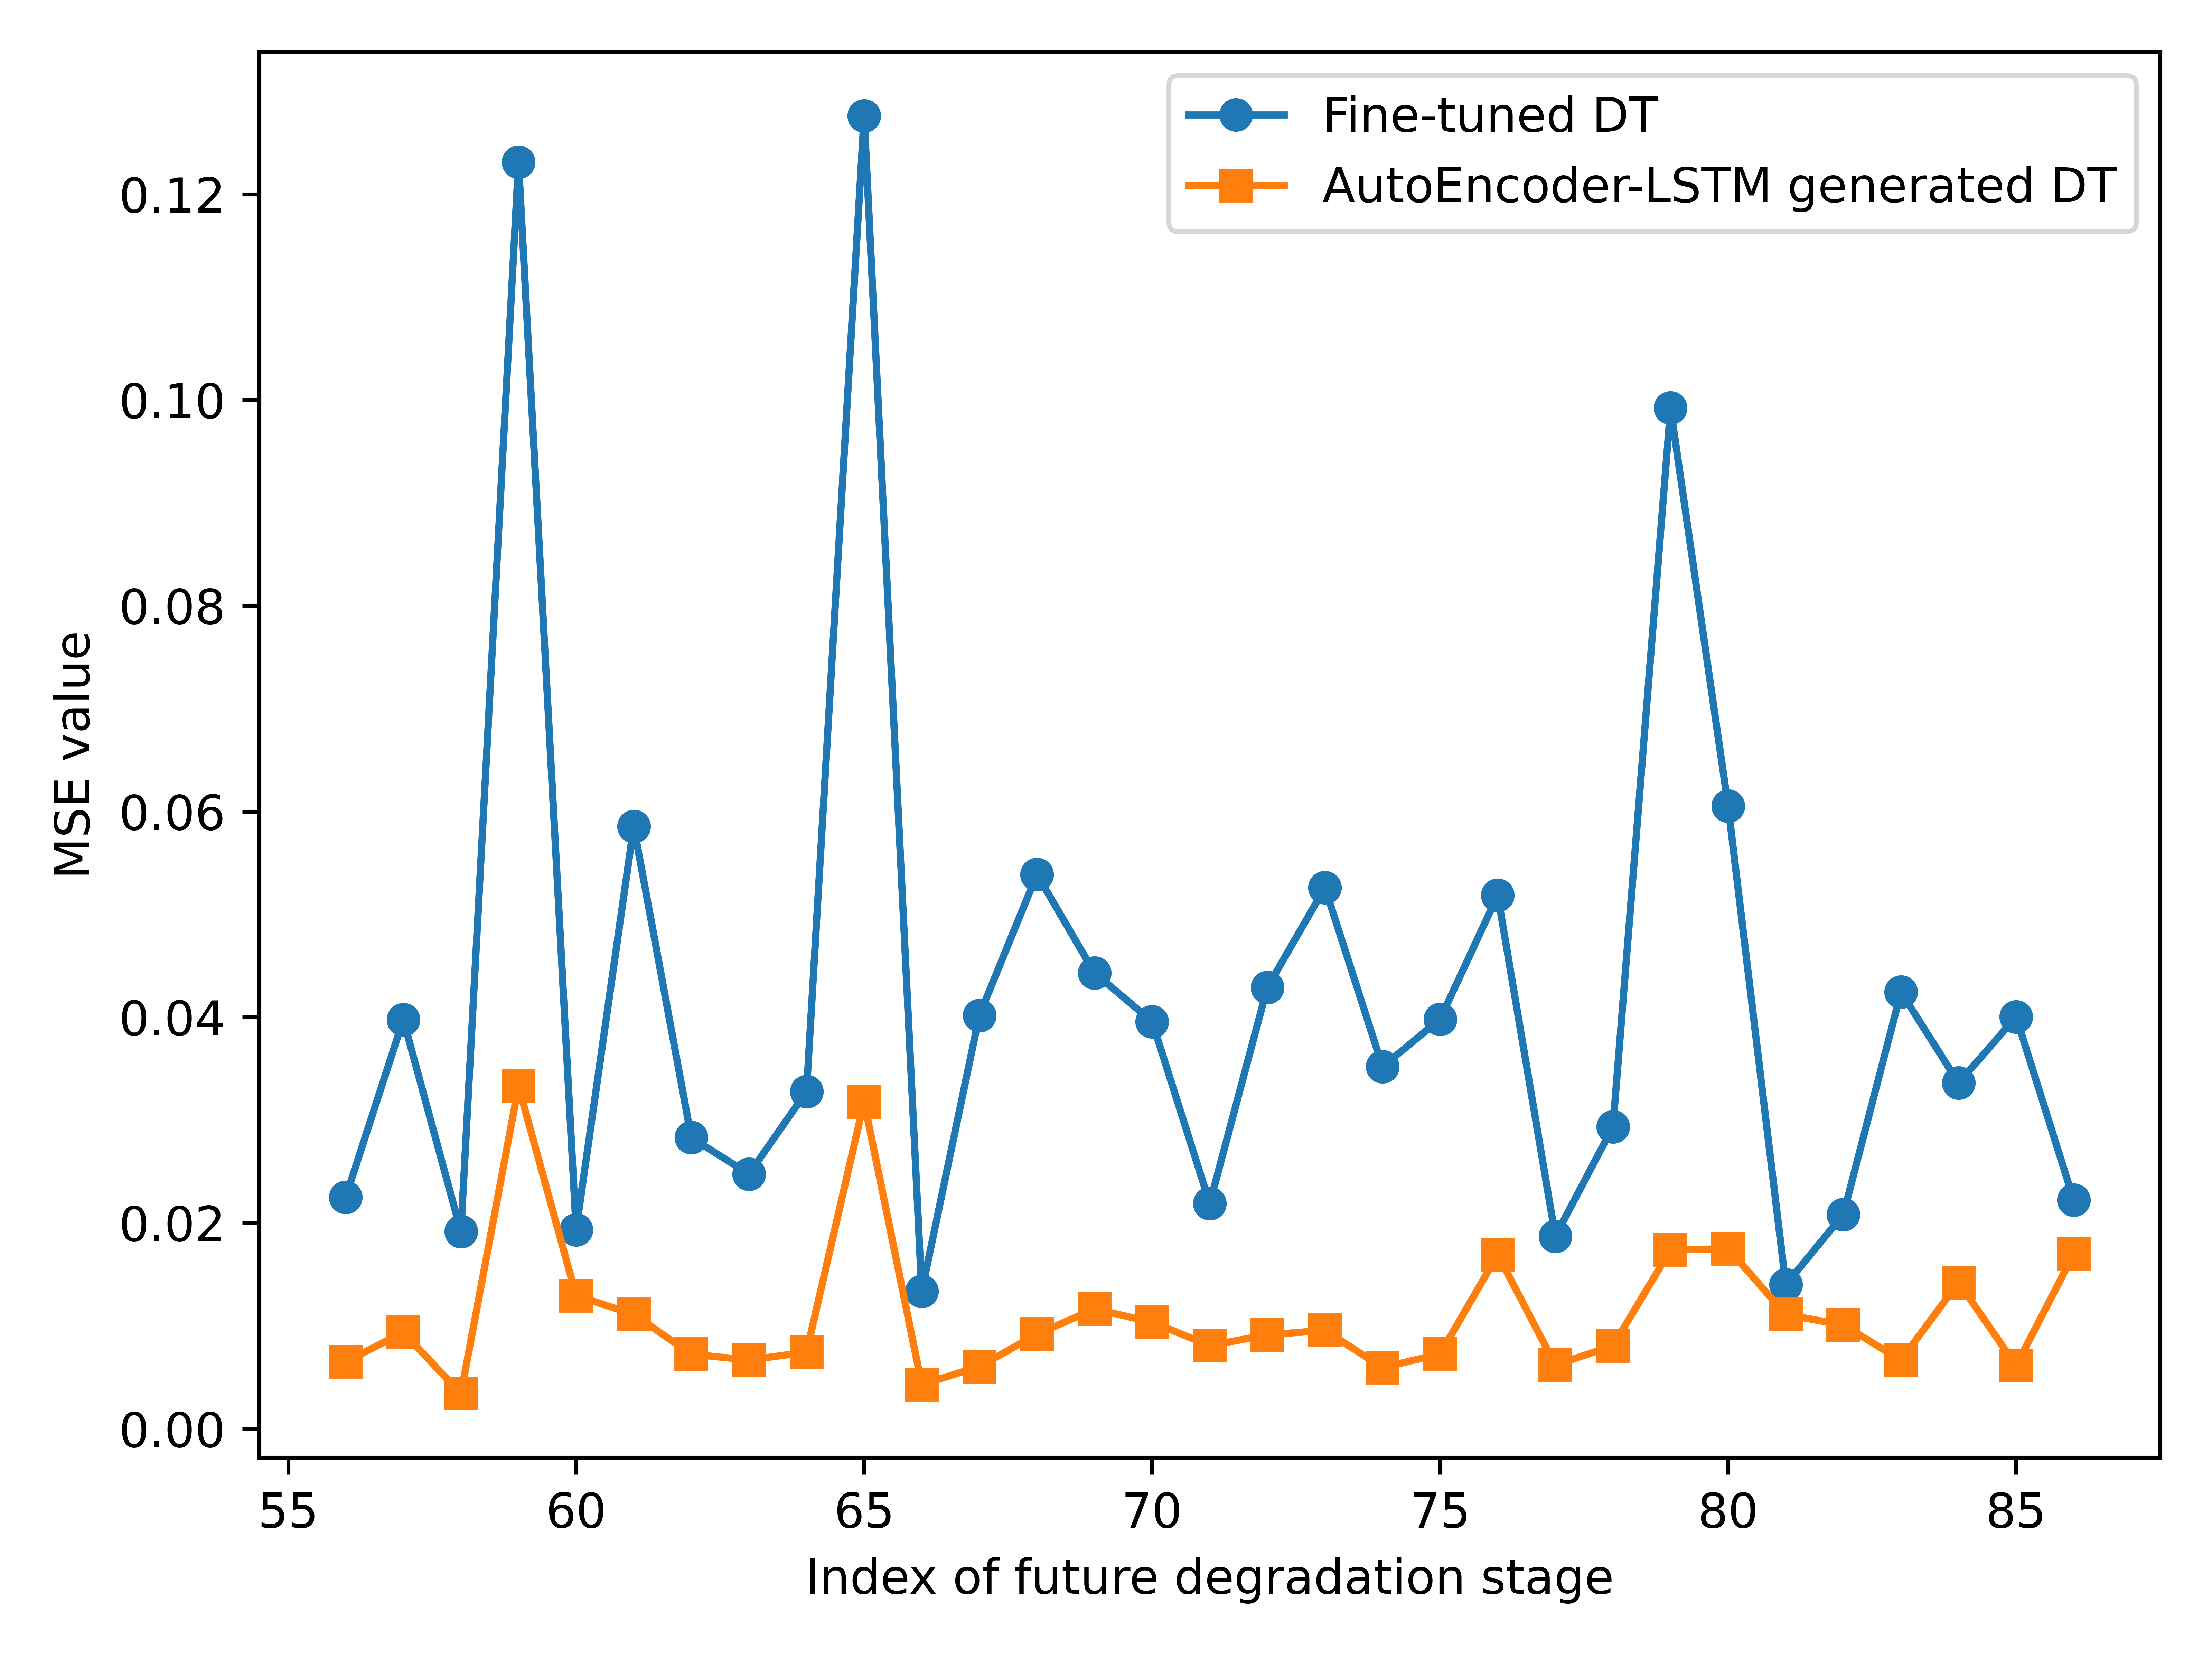 Fine-tuned DT
AutoEncoder-LSTM generated DT
0.12
0.10
0.08
0.06
0.04
0.02
0.00
MSE value
55 60 65 70 75 80 85
Index of future degradation stage